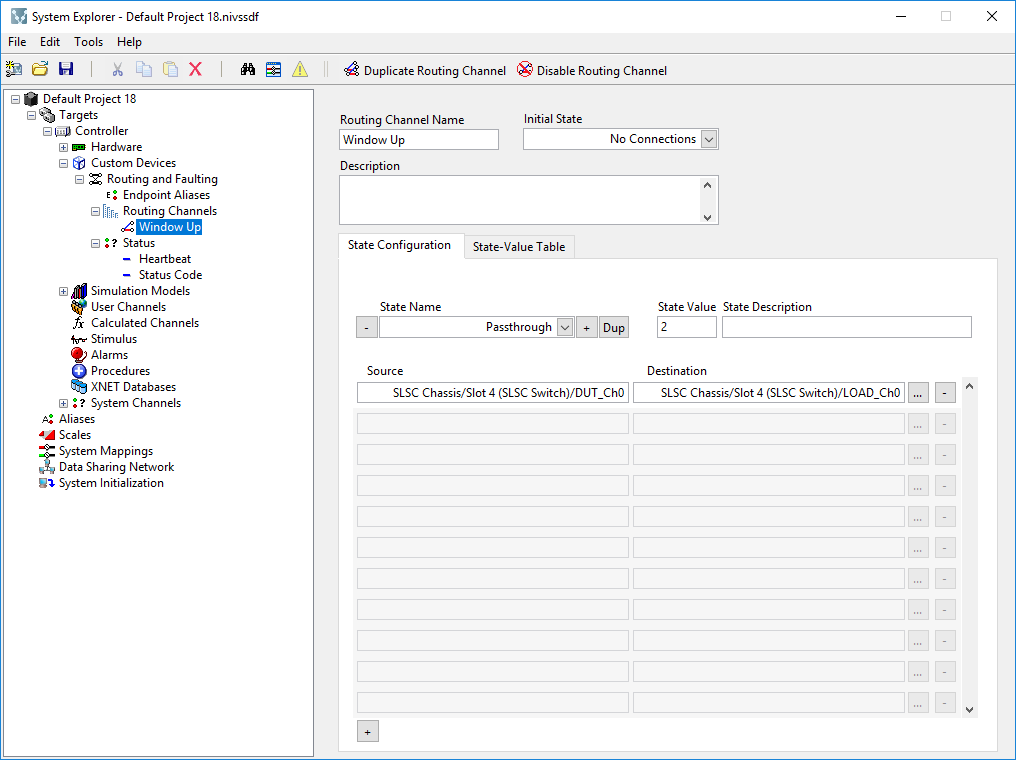 System Explorer - Default Project 18.nivssdf
File Edit Tools Help
Duplicate Routing Channel Disable Routing Channel
Default Project 18
Targets
Controller
Hardware
Custom Devices
Routing and Faulting
Endpoint Aliases
Routing Channels
Window Up
Status
Heartbeat
Status Code
Simulation Models
User Channels
Calculated Channels
Stimulus
Alarms
Procedures
XNET Databases
System Channels
Aliases
Scales
System Mappings
Data Sharing Network
System Initialization
Routing Channel Name Initial State
Window Up No Connections
Description
State Configuration State-Value Table
State Name State Value State Description
- Passthrough + Dup 2
Source Destination
SLSC Chassis/Slot 4 (SLSC Switch)/DUT_Ch0 SLSC Chassis/Slot 4 (SLSC Switch)/LOAD_Ch0 ... -
... -
... -
... -
... -
... -
... -
... -
... -
... -
... -
+